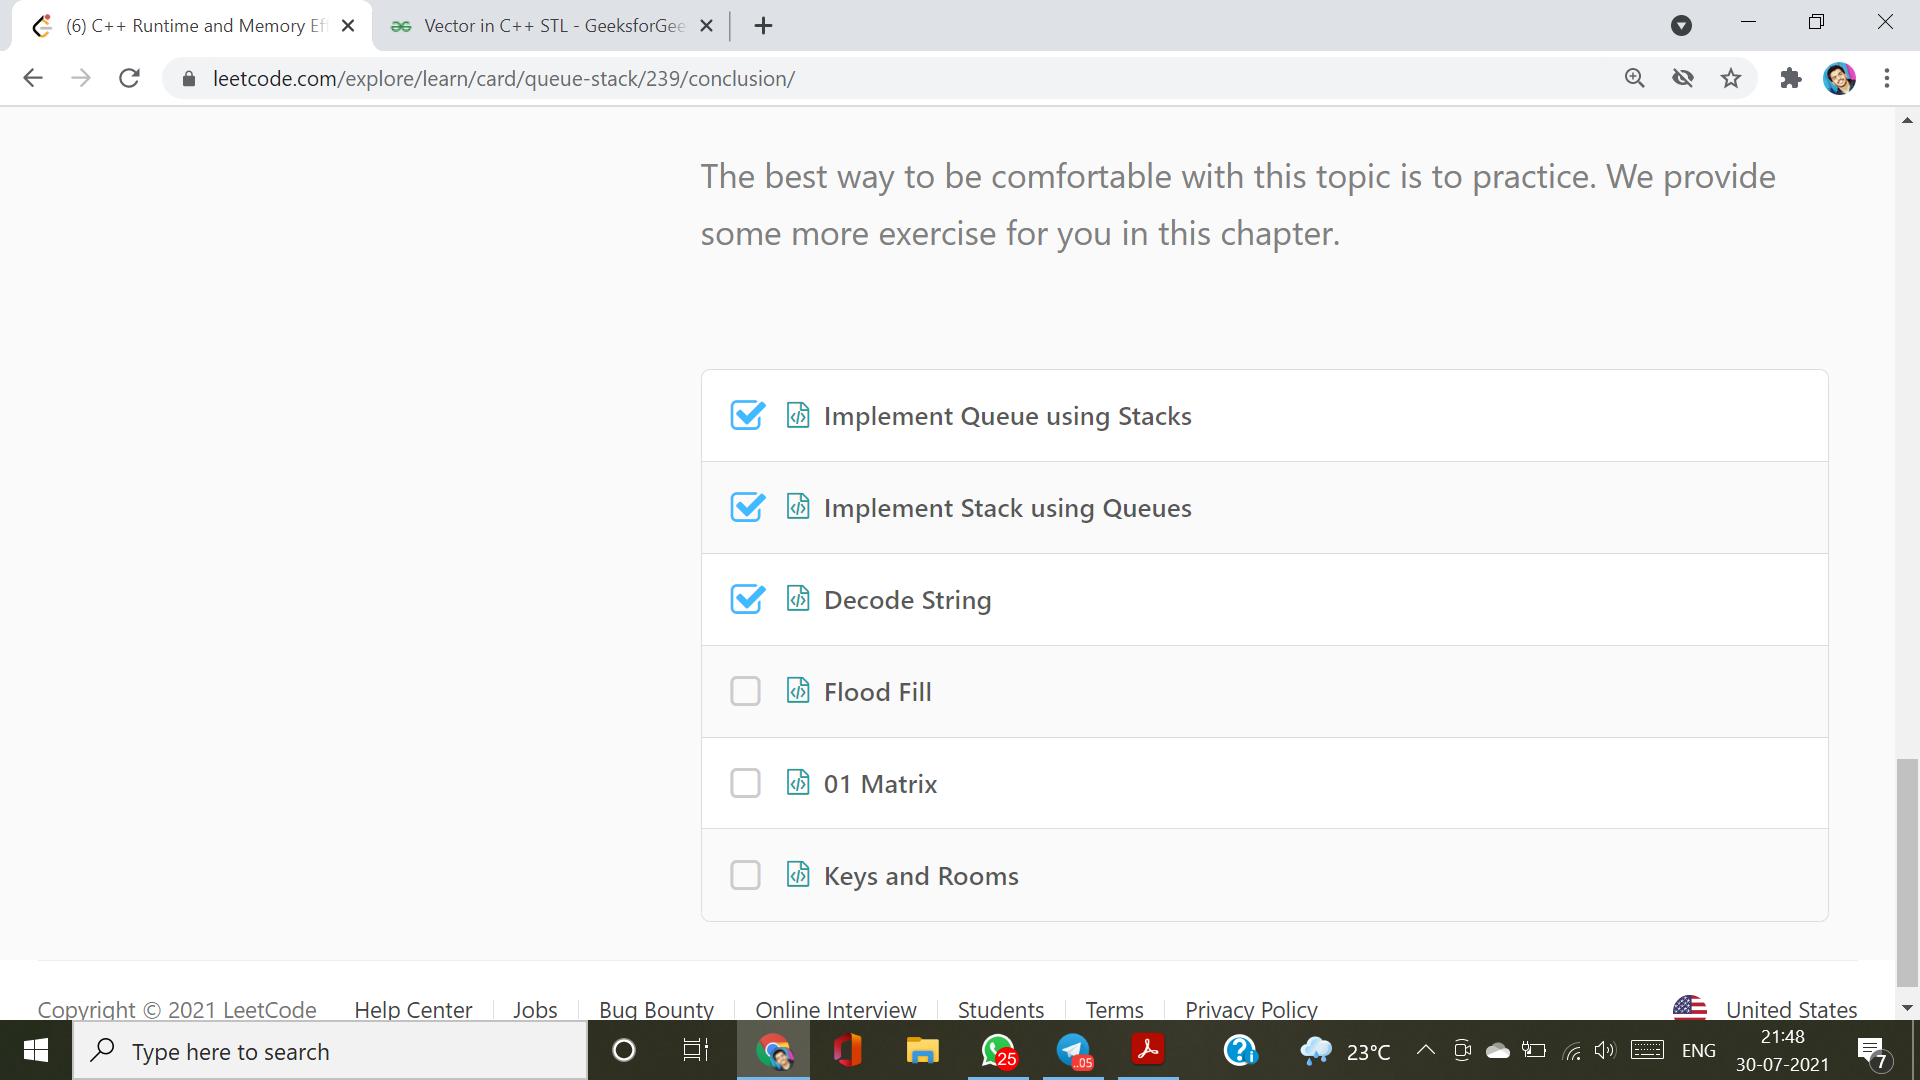 (6) C++ Runtime and Memory Ef
Vector in C++ STL - GeeksforGee
leetcode.com/explore/learn/card/queue-stack/239/conclusion/
The best way to be comfortable with this topic is to practice. We provide
some more exercise for you in this chapter.
Implement Queue using Stacks
Implement Stack using Queues
Decode String
Flood Fill
01 Matrix
Keys and Rooms
Copyright © 2021 LeetCode Help Center Jobs Bug Bounty Online Interview Students Terms Privacy Policy United States
Type here to search
25
..05
23°C
ENG
21:48
30-07-2021
7